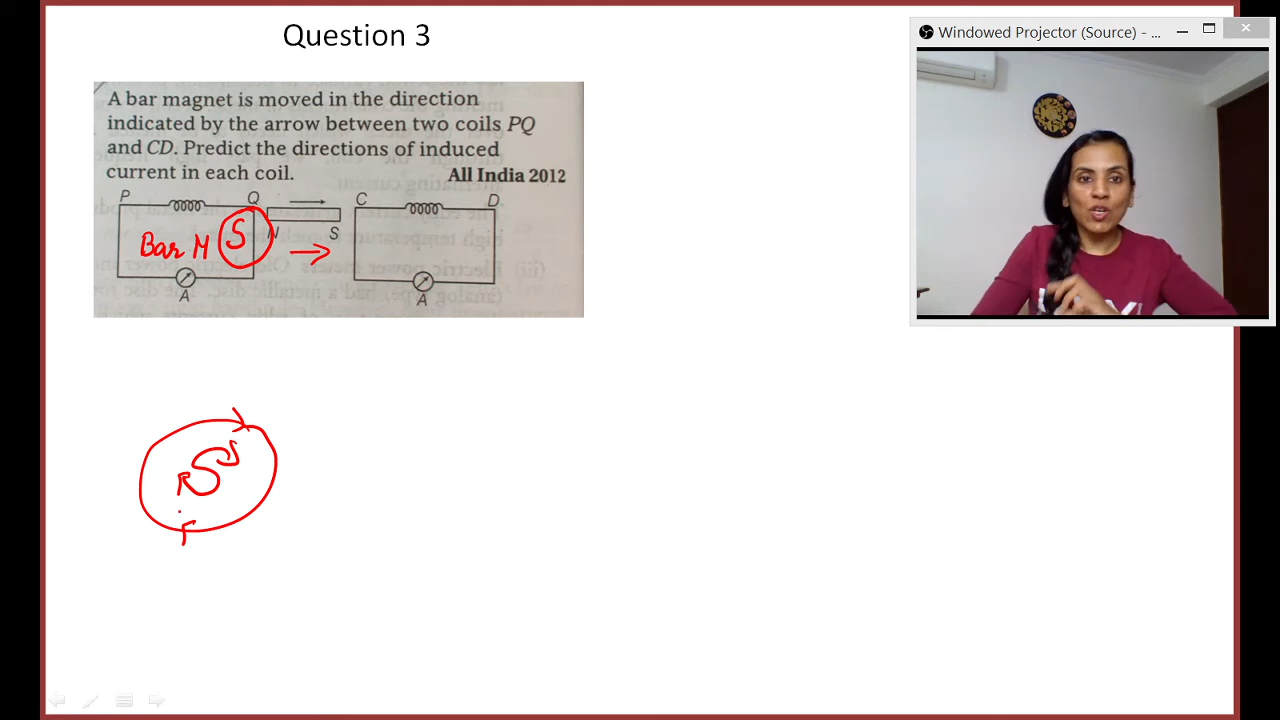 Question 3
Windowed Projector (Source) - ...
A bar magnet is moved in the direction
indicated by the arrow between two coils PQ
and CD. Predict the directions of induced
current in each coil.
All India 2012
P Q C D
N S
Bar M S
A A
S